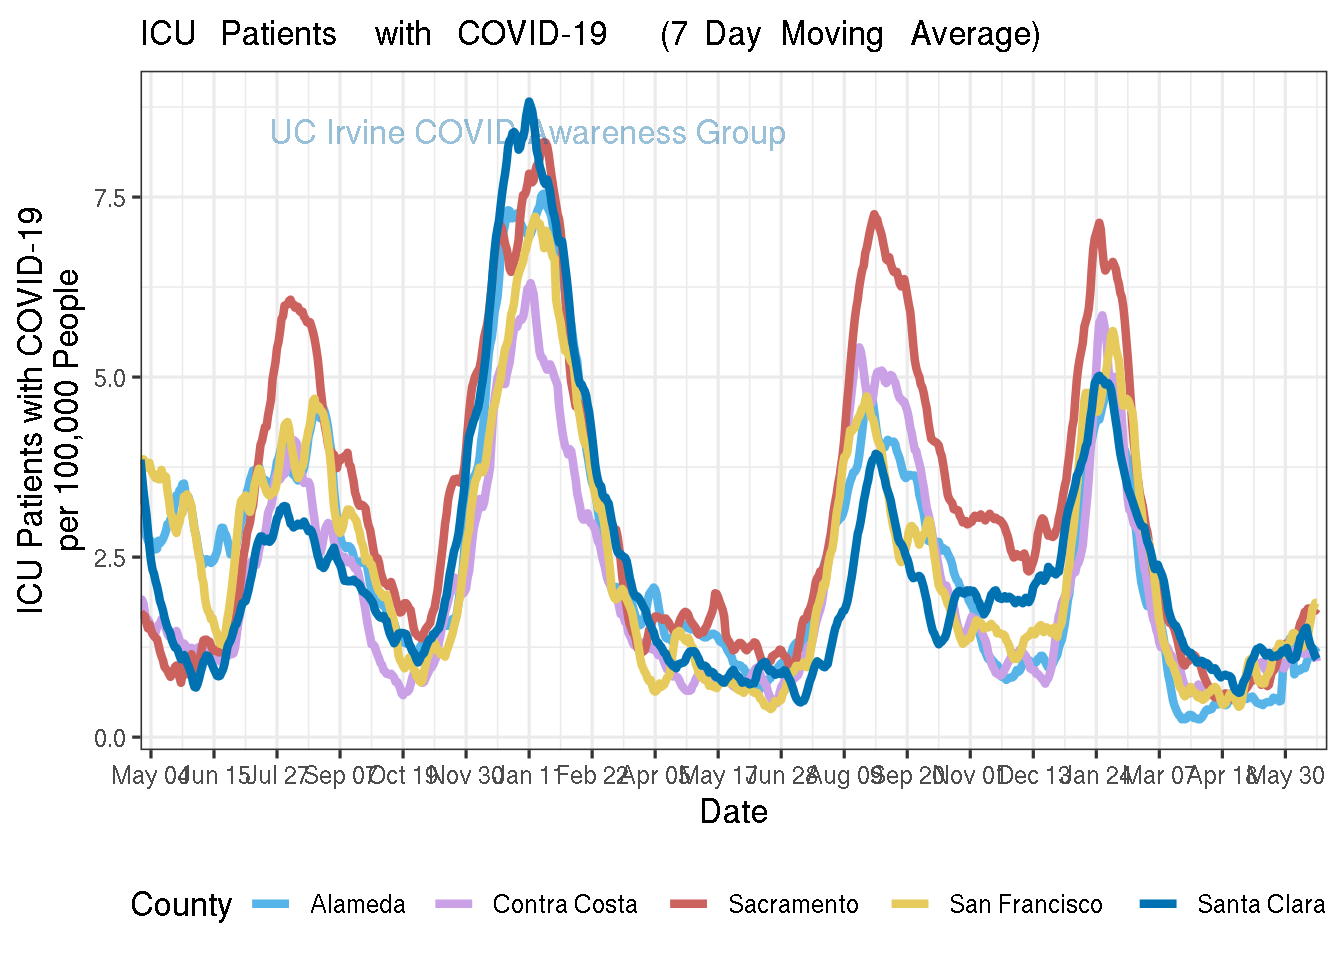 ICU Patients with COVID-19 (7 Day Moving Average)
UC Irvine COVID Awareness Group
ICU Patients with COVID-19
per 100,000 People
7.5
5.0
2.5
0.0
May 04 Jun 15 Jul 27 Sep 07 Oct 19 Nov 30 Jan 11 Feb 22 Apr 05 May 17 Jun 28 Aug 09 Sep 20 Nov 01 Dec 13 Jan 24 Mar 07 Apr 18 May 30
Date
County Alameda Contra Costa Sacramento San Francisco Santa Clara